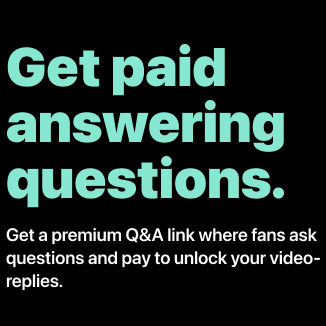 Get paid
answering
questions.
Get a premium Q&A link where fans ask
questions and pay to unlock your video-
replies.